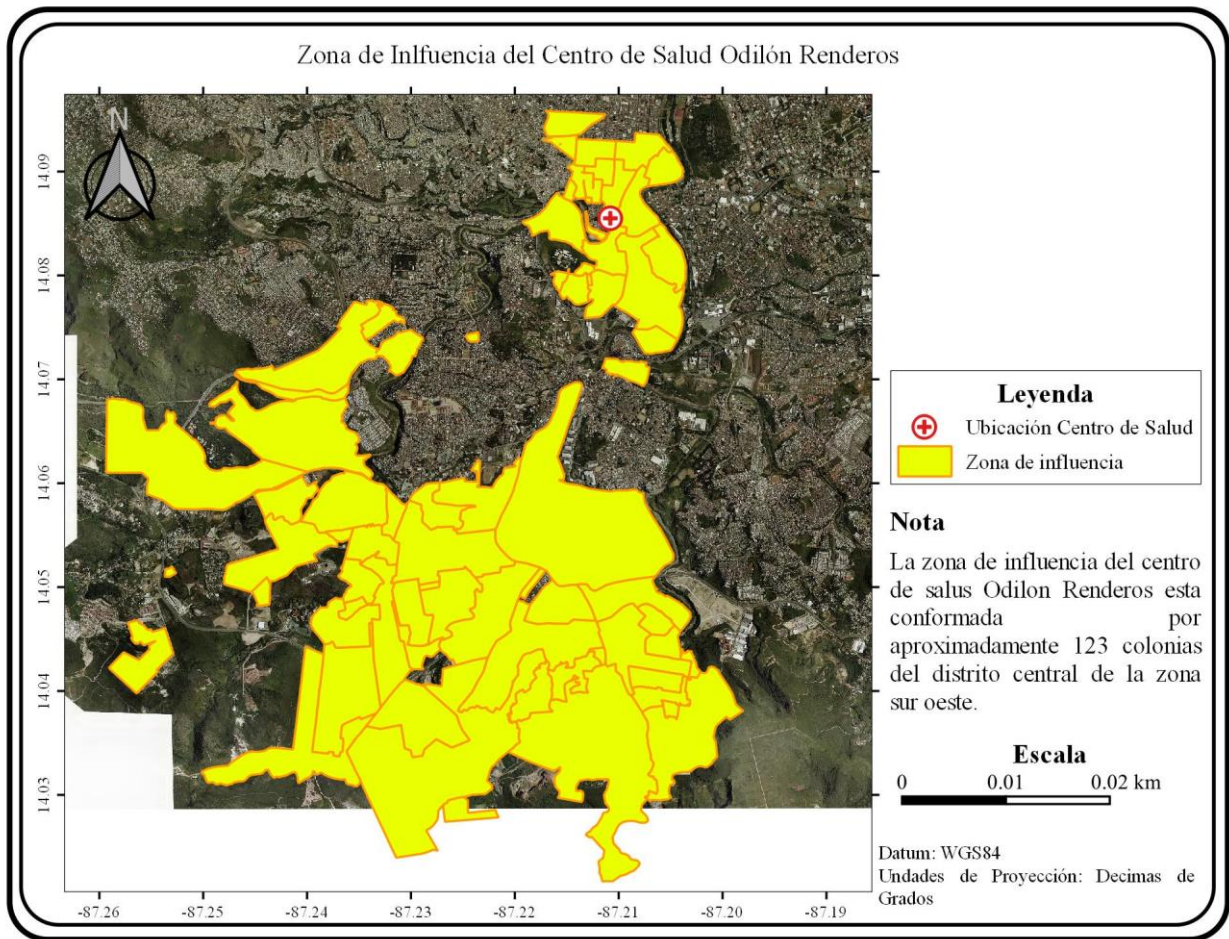 Zona de Inlfuencia del Centro de Salud Odilón Renderos
N
14.09
14.08
14.07
14.06
14.05
14.04
14.03
-87.26
-87.25
-87.24
-87.23
-87.22
-87.21
-87.20
-87.19
Leyenda
Ubicación Centro de Salud
Zona de influencia
Nota
La zona de influencia del centro
de salus Odilon Renderos esta
conformada por
aproximadamente 123 colonias
del distrito central de la zona
sur oeste.
Escala
0 0.01 0.02 km
Datum: WGS84
Undades de Proyección: Decimas de
Grados